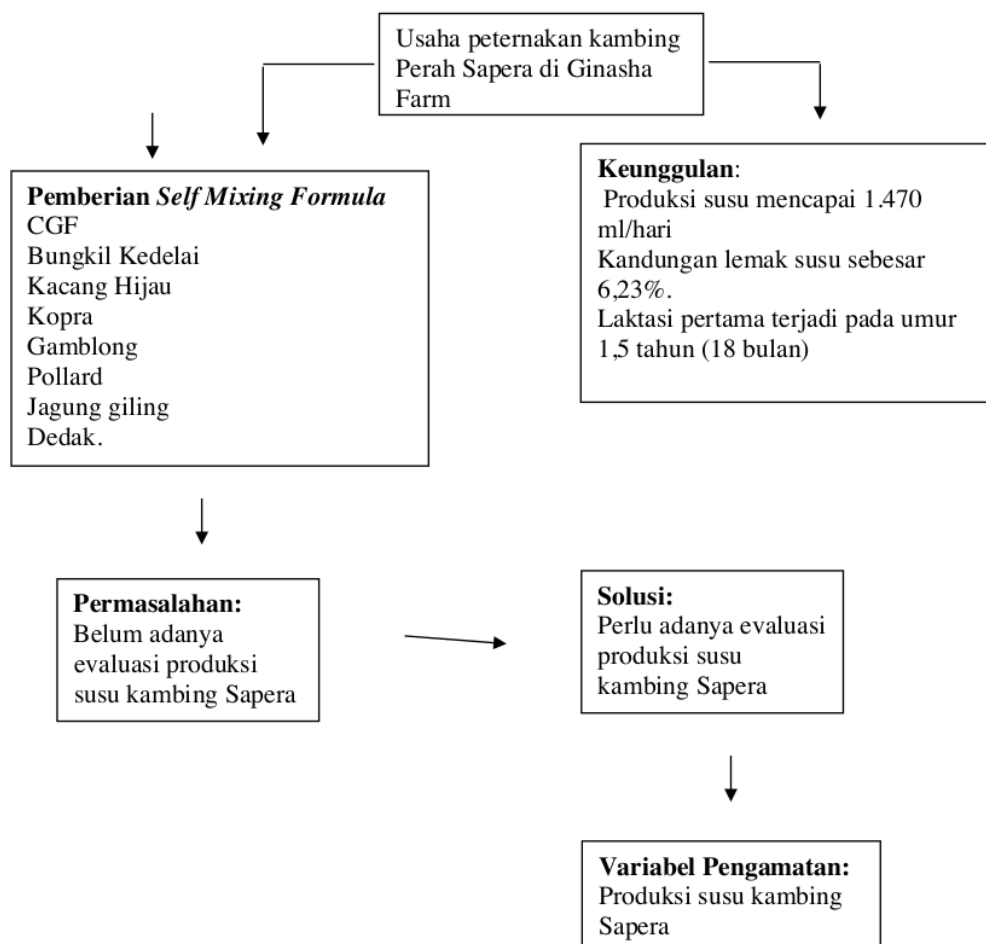 Usaha peternakan kambing
Perah Sapera di Ginasha
Farm
Pemberian Self Mixing Formula
CGF
Bungkil Kedelai
Kacang Hijau
Kopra
Gamblong
Pollard
Jagung giling
Dedak.
Keunggulan:
Produksi susu mencapai 1.470
ml/hari
Kandungan lemak susu sebesar
6,23%.
Laktasi pertama terjadi pada umur
1,5 tahun (18 bulan)
Permasalahan:
Belum adanya
evaluasi produksi
susu kambing Sapera
Solusi:
Perlu adanya evaluasi
produksi susu
kambing Sapera
Variabel Pengamatan:
Produksi susu kambing
Sapera